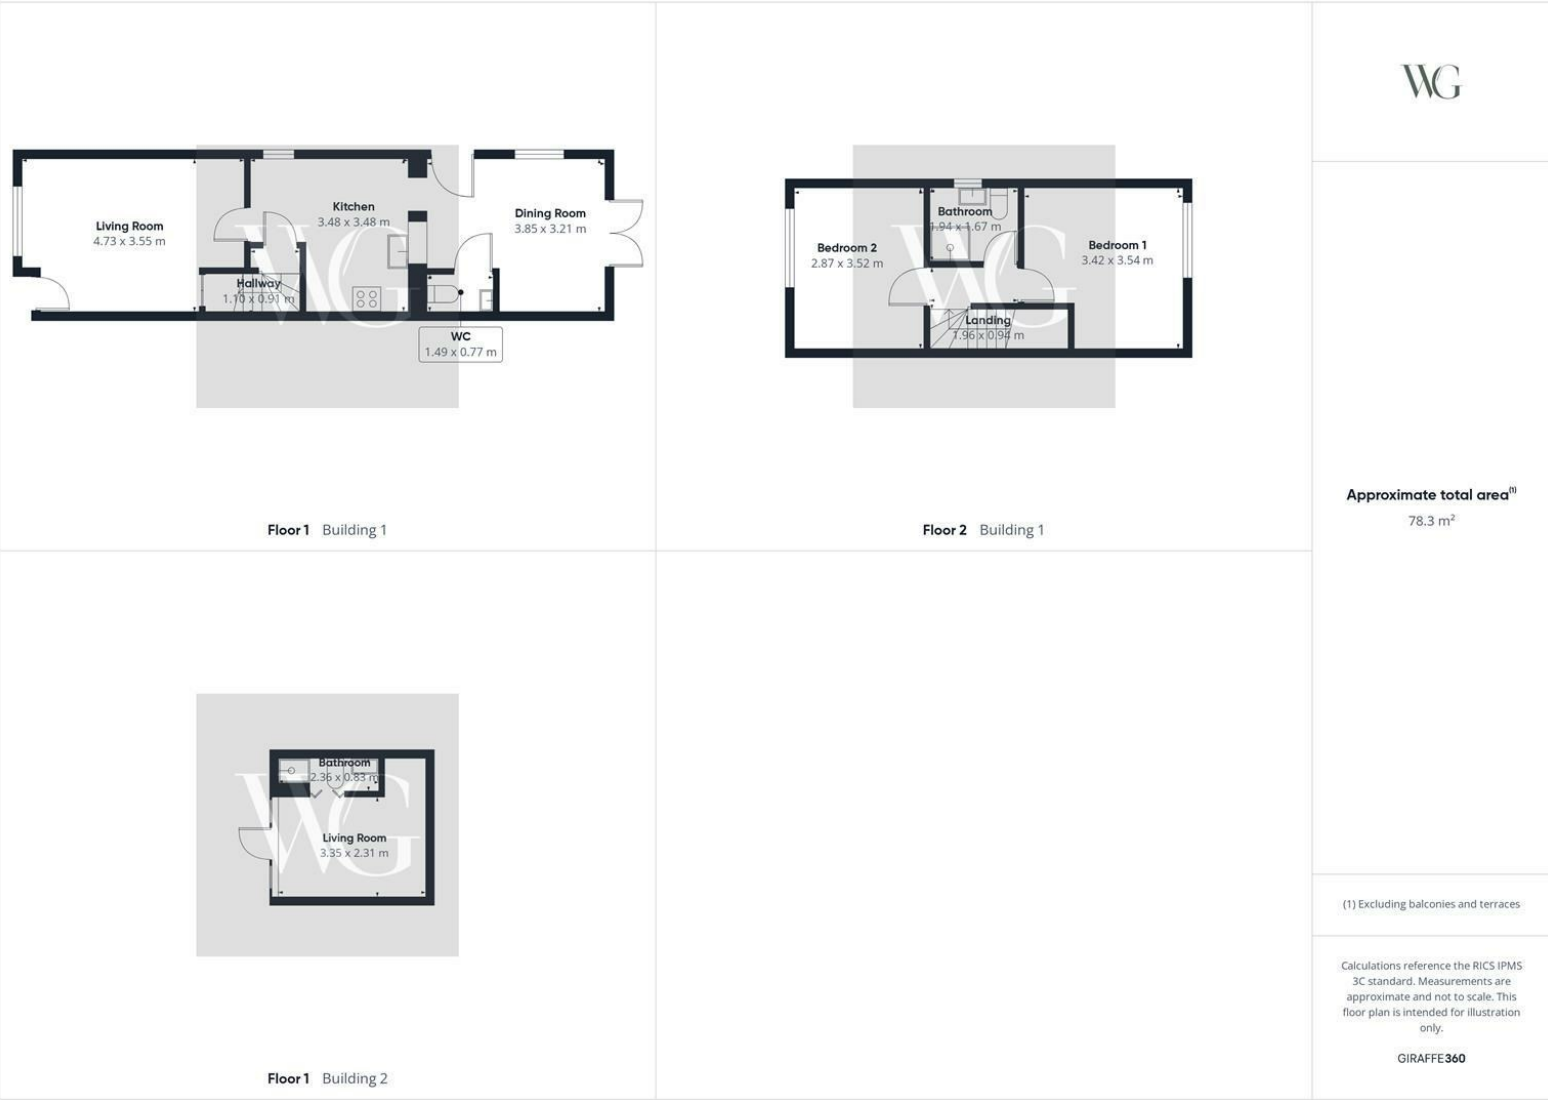 WG
Living Room
4.73 x 3.55 m
Kitchen
3.48 x 3.48 m
Dining Room
3.85 x 3.21 m
Hallway
1.10 x 0.91 m
WC
1.49 x 0.77 m
WG
Floor 1 Building 1
Bathroom
1.94 x 1.67 m
Bedroom 2
2.87 x 3.52 m
Bedroom 1
3.42 x 3.54 m
Landing
1.96 x 0.94 m
WG
Floor 2 Building 1
Bathroom
2.36 x 0.83 m
Living Room
3.35 x 2.31 m
WG
Floor 1 Building 2
Approximate total area(1)
78.3 m²
(1) Excluding balconies and terraces
Calculations reference the RICS IPMS
3C standard. Measurements are
approximate and not to scale. This
floor plan is intended for illustration
only.
GIRAFFE360